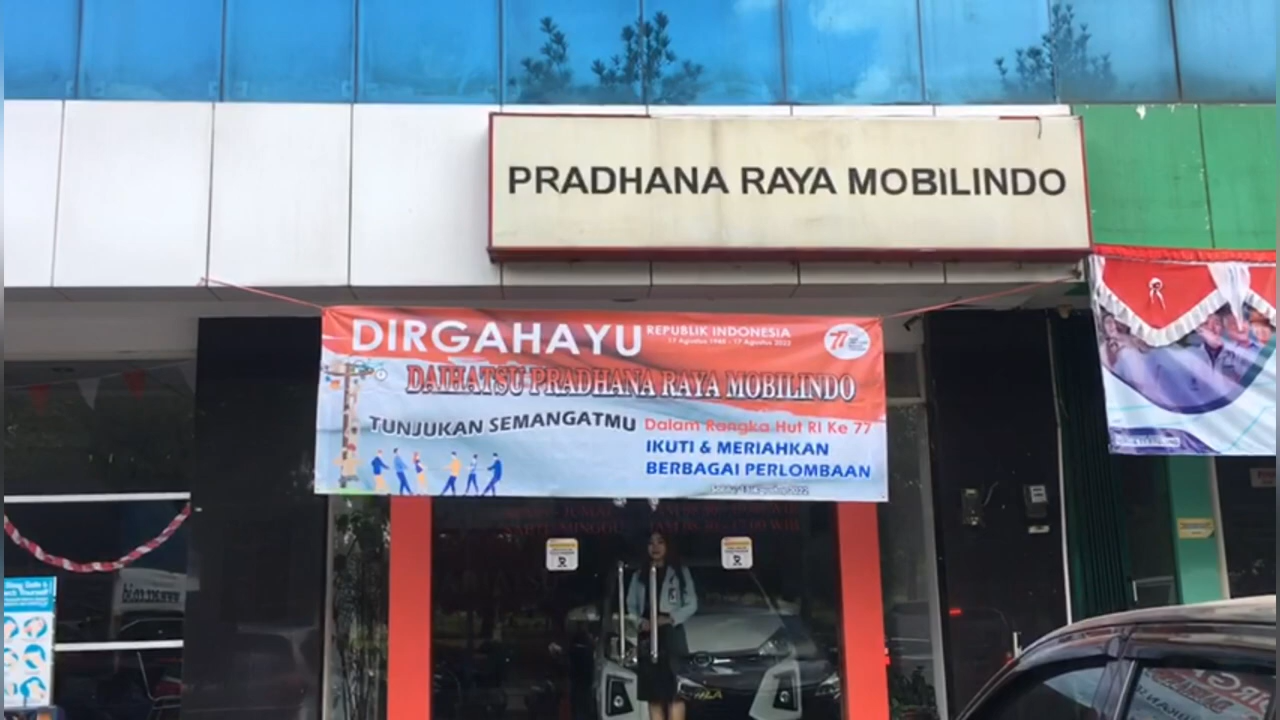 PRADHANA RAYA MOBILINDO
DIRGAHAYU REPUBLIK INDONESIA
17 Agustus 1945 - 17 Agustus 2022
77
DAIHATSU PRADHANA RAYA MOBILINDO
TUNJUKAN SEMANGATMU
Dalam Rangka Hut RI Ke 77
IKUTI & MERIAHKAN
BERBAGAI PERLOMBAAN